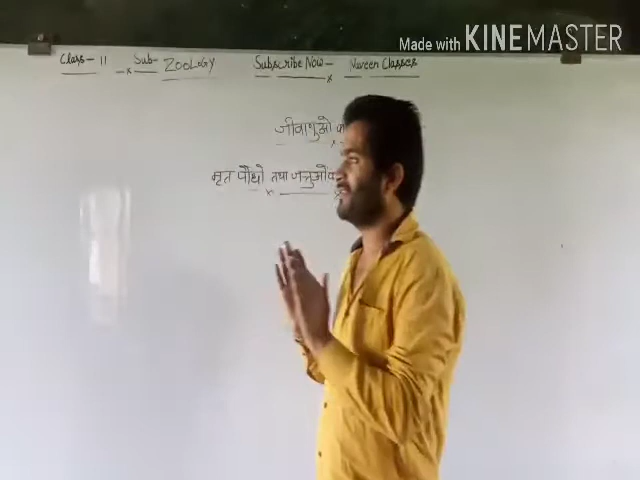 Made with KINEMASTER
Class- 11 Sub- ZOOLOGY Subscribe Now- Naveen Classes
जीवाणुओ
मृत पौधो तथा जन्तुओं